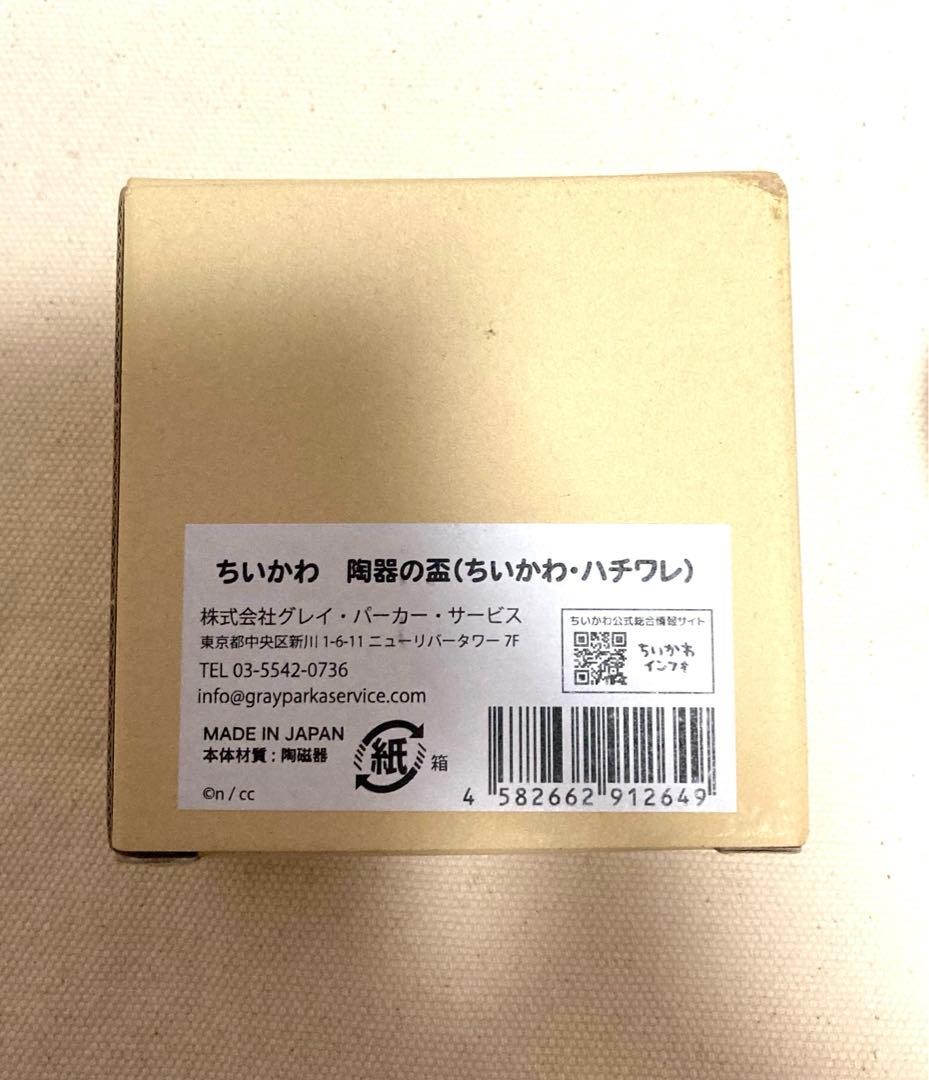 ちいかわ　陶器の盃(ちいかわ・ハチワレ)
株式会社グレイ・パーカー・サービス
東京都中央区新川 1-6-11 ニューリバータワー 7F
TEL 03-5542-0736
info@grayparkaservice.com
ちいかわ公式総合情報サイト
ちいかわ
インフォ
MADE IN JAPAN
本体材質：陶磁器
紙 箱
©n / cc
4 582662 912649